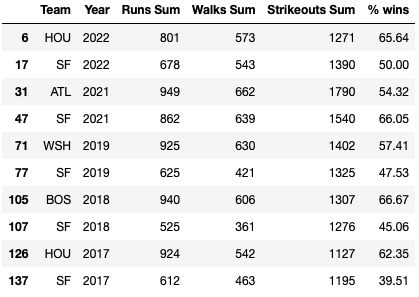 Team Year Runs Sum Walks Sum Strikeouts Sum % wins
6 HOU 2022 801 573 1271 65.64
17 SF 2022 678 543 1390 50.00
31 ATL 2021 949 662 1790 54.32
47 SF 2021 862 639 1540 66.05
71 WSH 2019 925 630 1402 57.41
77 SF 2019 625 421 1325 47.53
105 BOS 2018 940 606 1307 66.67
107 SF 2018 525 361 1276 45.06
126 HOU 2017 924 542 1127 62.35
137 SF 2017 612 463 1195 39.51